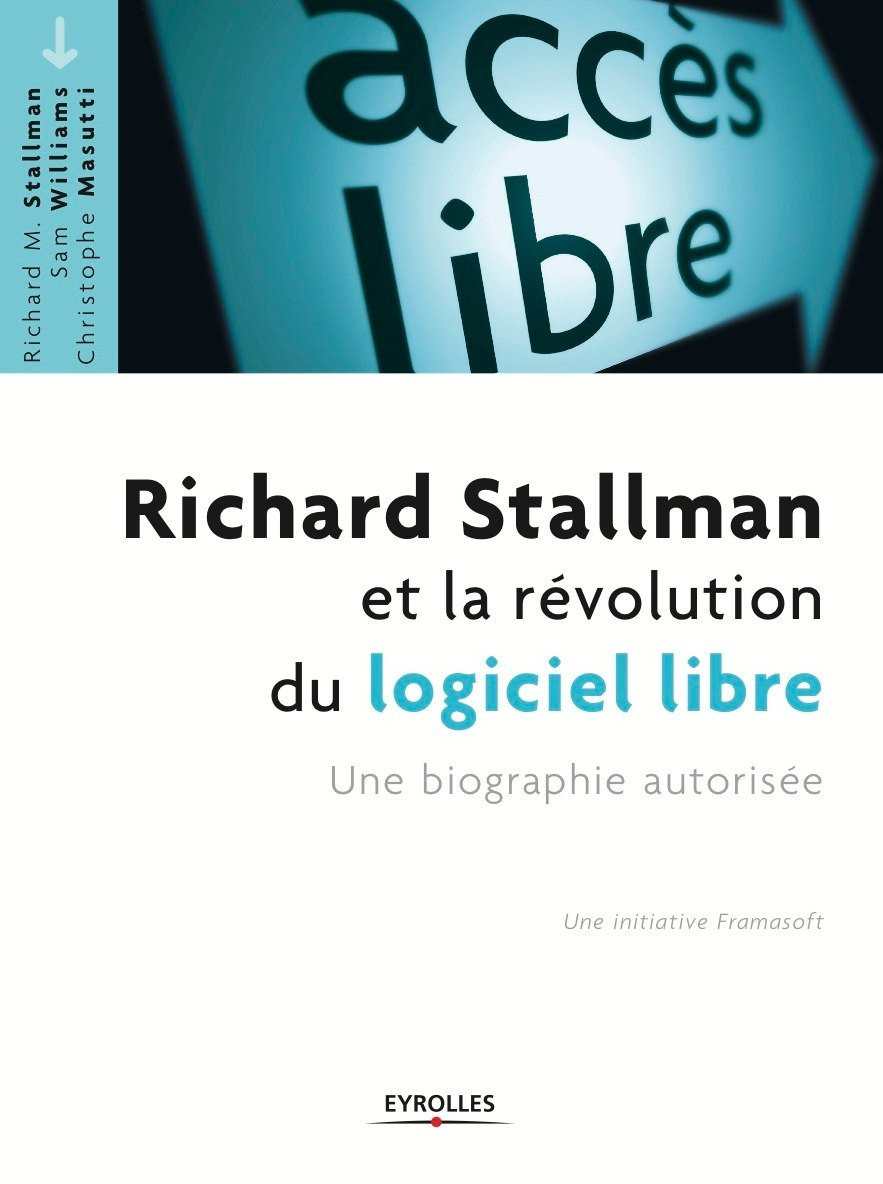 Richard M. Stallman
Sam Williams
Christophe Masutti
accès
libre
Richard Stallman
et la révolution
du logiciel libre
Une biographie autorisée
Une initiative Framasoft
EYROLLES